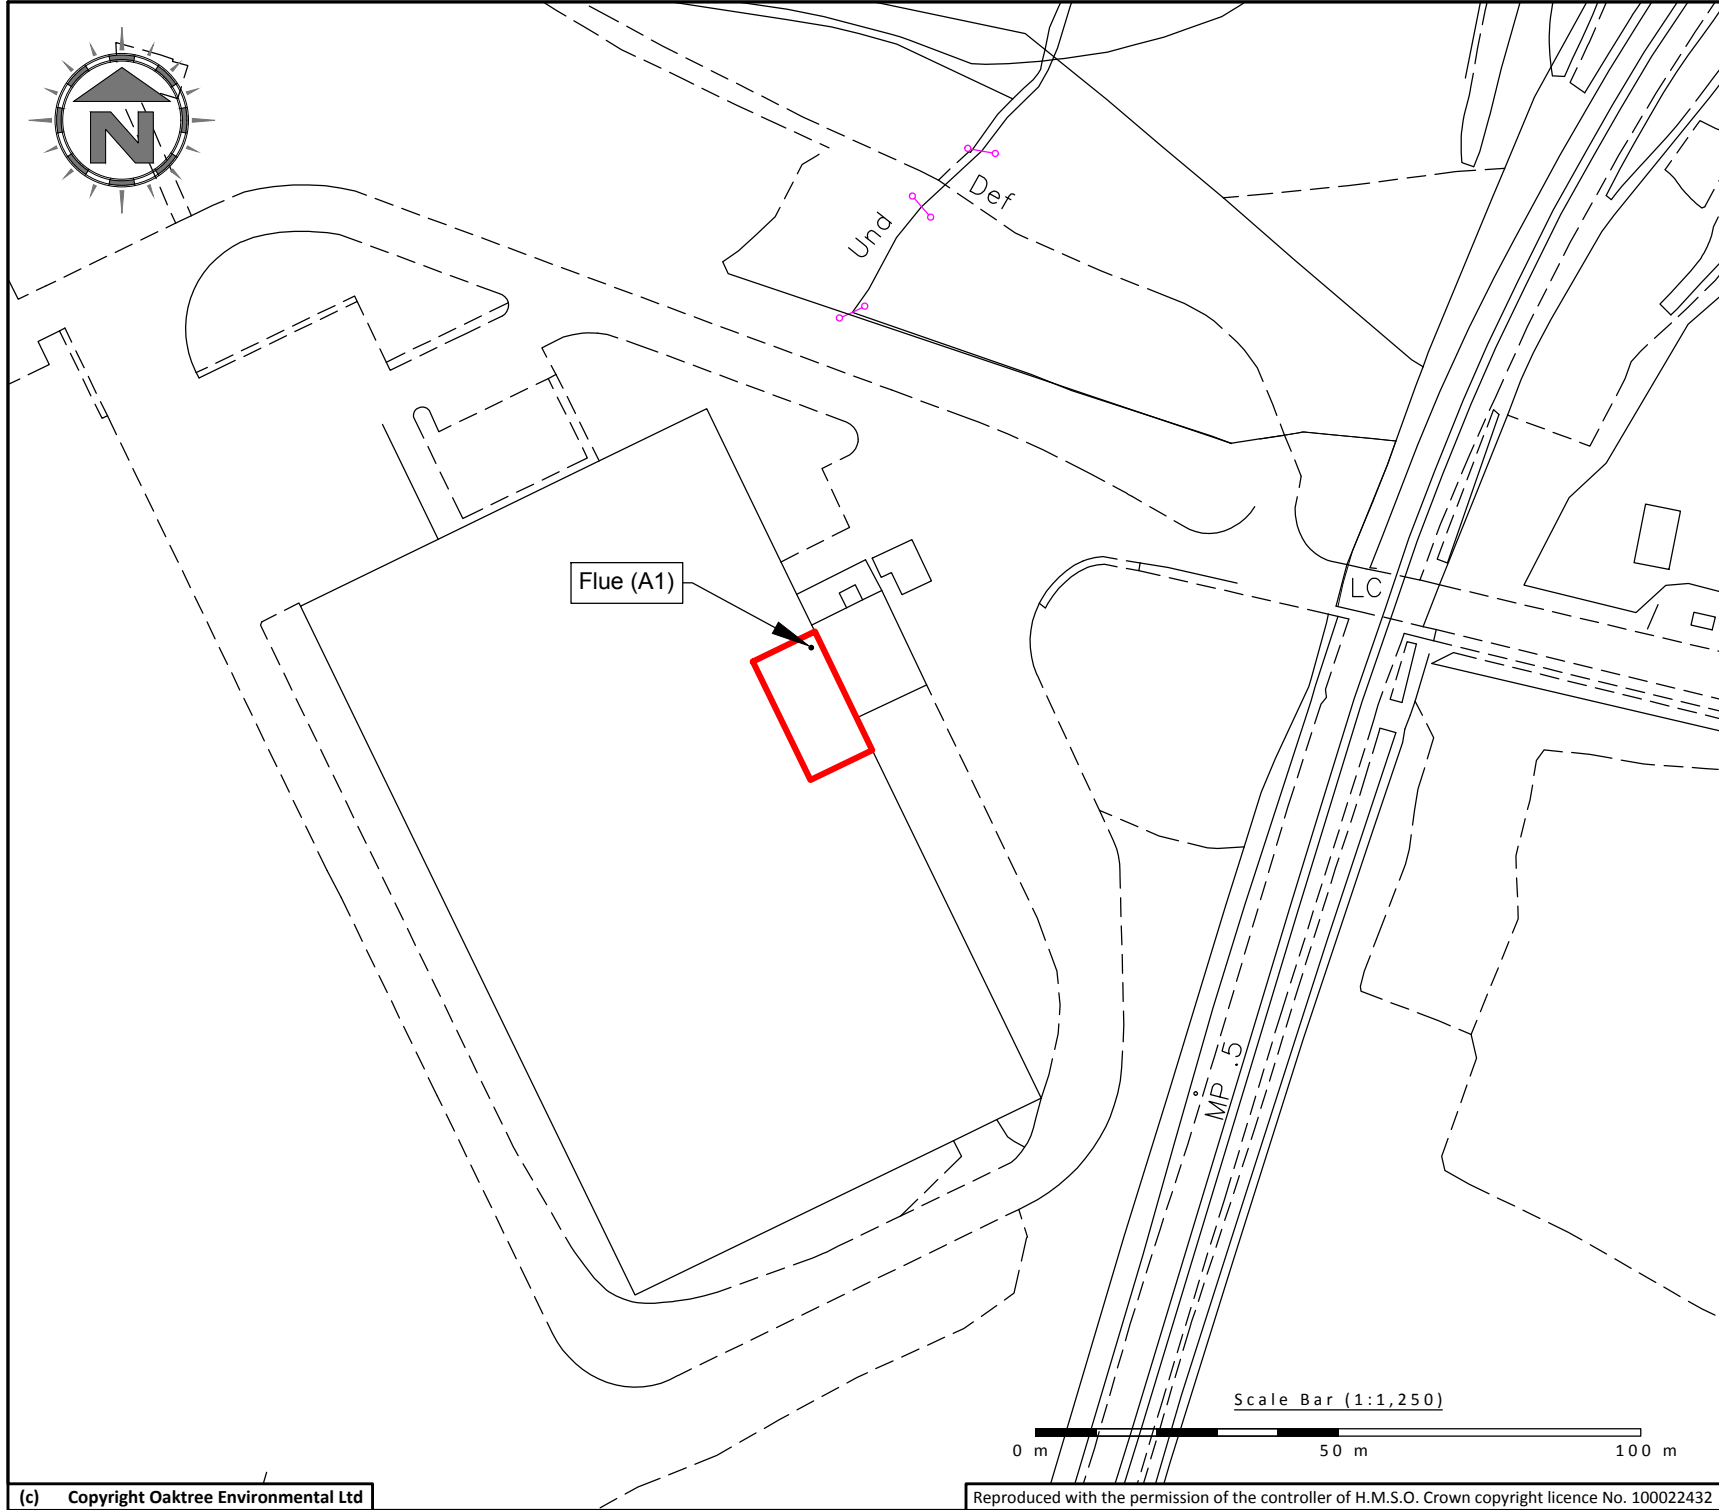 N
Def
Und
Flue (A1)
LC
MP .5
Scale Bar (1:1,250)
0 m 50 m 100 m
(c) Copyright Oaktree Environmental Ltd
Reproduced with the permission of the controller of H.M.S.O. Crown copyright licence No. 100022432